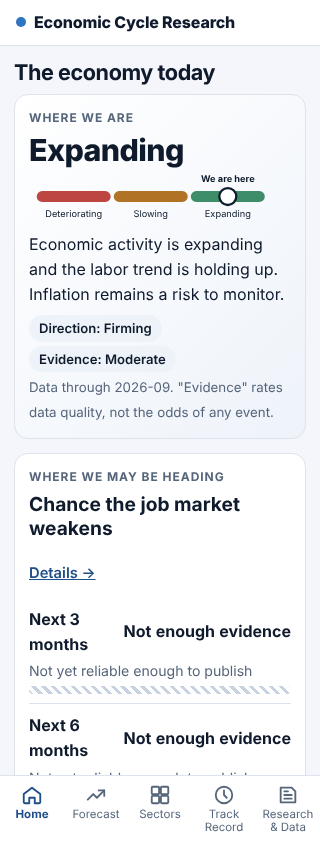 Economic Cycle Research
The economy today
WHERE WE ARE
Expanding
We are here
Deteriorating
Slowing
Expanding
Economic activity is expanding
and the labor trend is holding up.
Inflation remains a risk to monitor.
Direction: Firming
Evidence: Moderate
Data through 2026-09. "Evidence" rates
data quality, not the odds of any event.
WHERE WE MAY BE HEADING
Chance the job market
weakens
Details →
Next 3
months
Not enough evidence
Not yet reliable enough to publish
Next 6
months
Not enough evidence
Home
Forecast
Sectors
Track
Record
Research
& Data